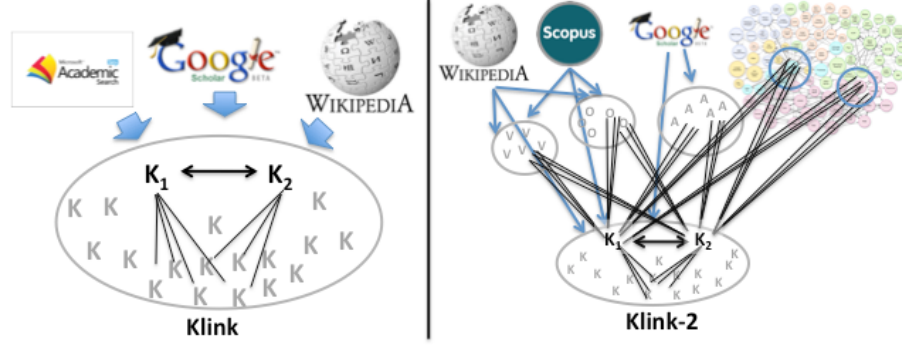 Microsoft
Academic
Search
Google
Scholar BETA
WIKIPEDIA
K1 K2
K K K K K K K K K K K K K K K K
Klink
WIKIPEDIA
Scopus
Google
Scholar BETA
V V V V V
O O O O O
A A A A A A
K1 K2
K K K K K K K K K K K K K
Klink-2